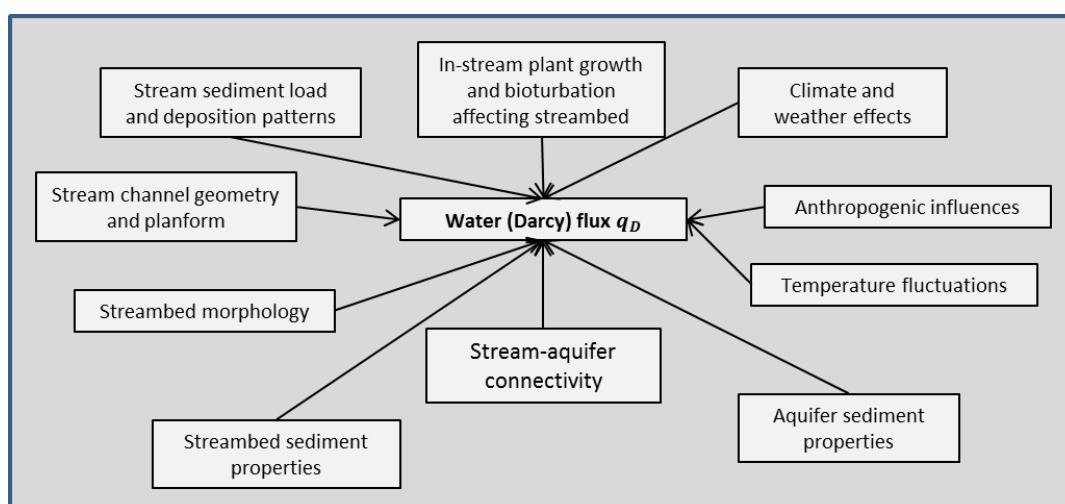 Stream sediment load
and deposition patterns
In-stream plant growth
and bioturbation
affecting streambed
Climate and
weather effects
Stream channel geometry
and planform
Water (Darcy) flux q_D
Anthropogenic influences
Temperature fluctuations
Streambed morphology
Stream-aquifer
connectivity
Streambed sediment
properties
Aquifer sediment
properties